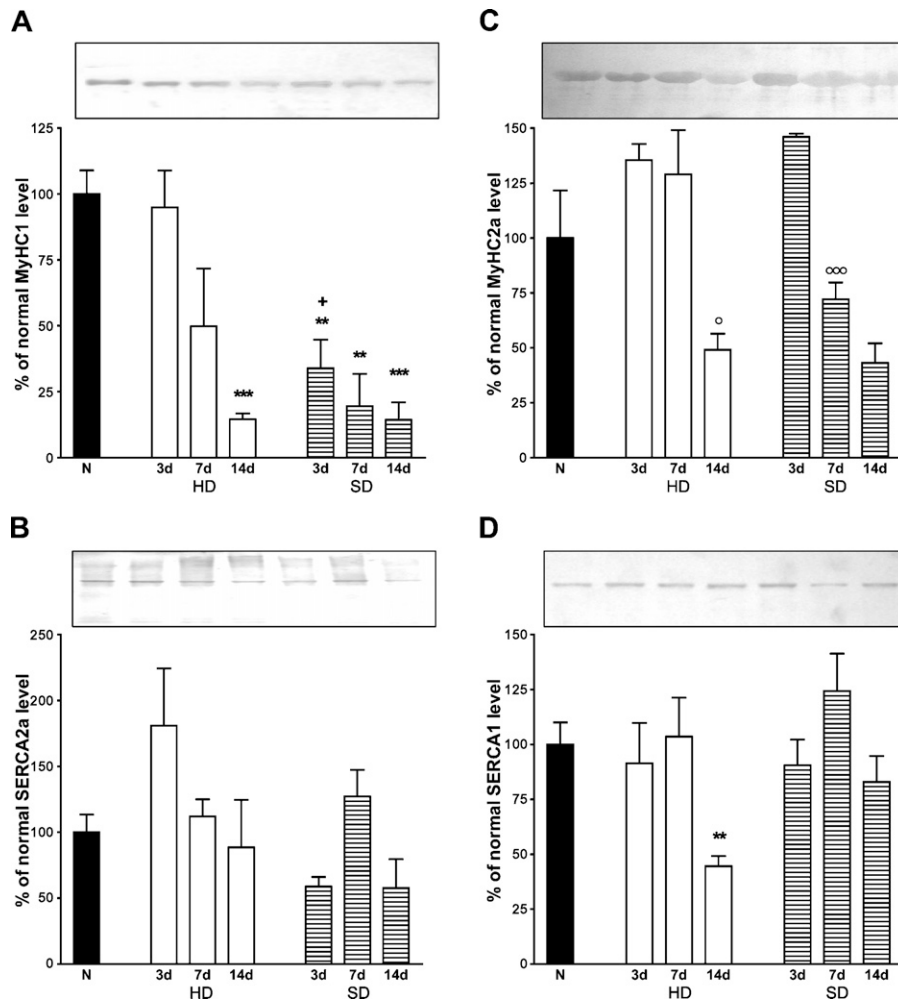 A
125
100
75
50
25
0
% of normal MyHC1 level
***
+
**
**
***
N 3d 7d 14d 3d 7d 14d
HD SD
C
150
125
100
75
50
25
0
% of normal MyHC2a level
°
°°°
N 3d 7d 14d 3d 7d 14d
HD SD
B
250
200
150
100
50
0
% of normal SERCA2a level
N 3d 7d 14d 3d 7d 14d
HD SD
D
150
125
100
75
50
25
0
% of normal SERCA1 level
**
N 3d 7d 14d 3d 7d 14d
HD SD